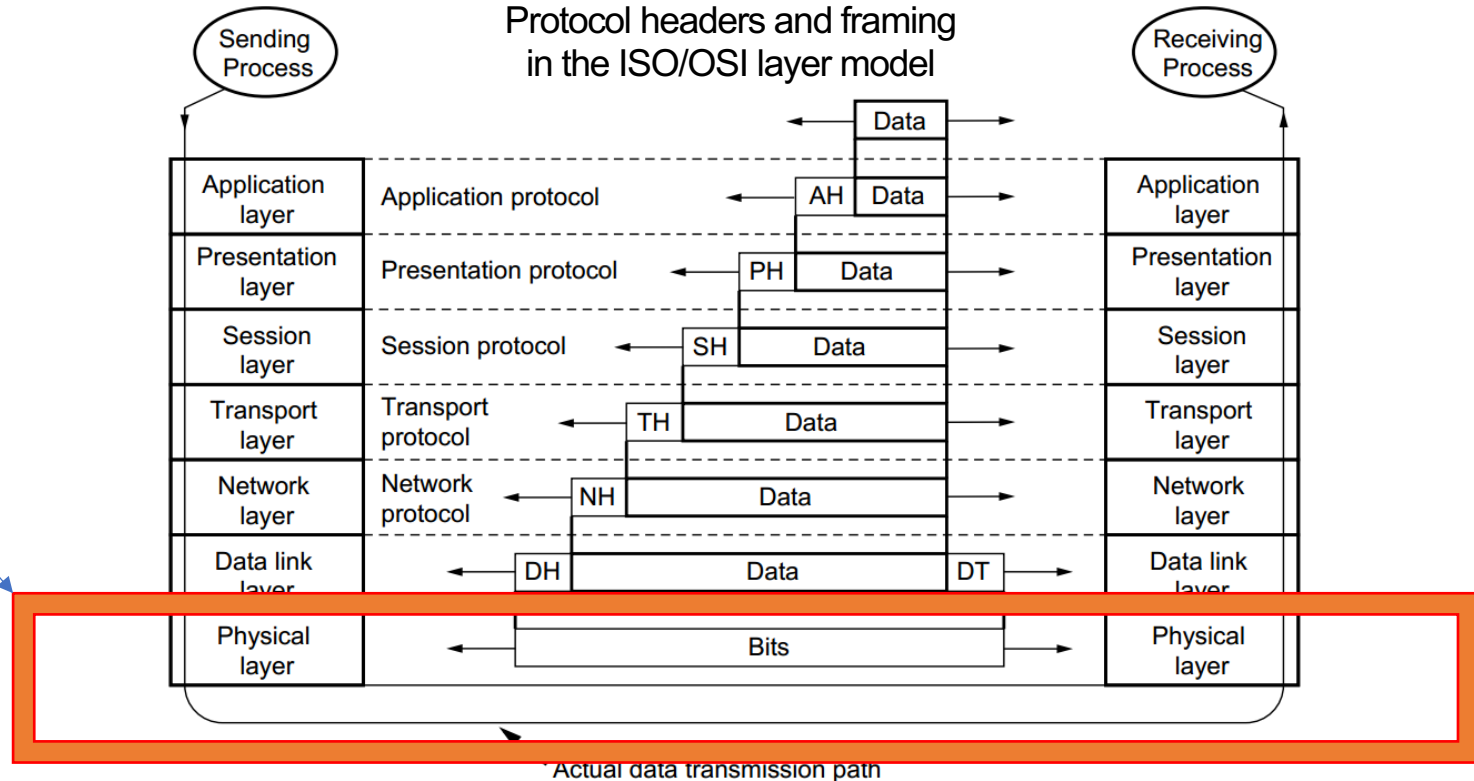 Protocol headers and framing
in the ISO/OSI layer model
Sending
Process
Receiving
Process
Data
Application
layer
Application protocol
AH
Data
Application
layer
Presentation
layer
Presentation protocol
PH
Data
Presentation
layer
Session
layer
Session protocol
SH
Data
Session
layer
Transport
layer
Transport
protocol
TH
Data
Transport
layer
Network
layer
Network
protocol
NH
Data
Network
layer
Data link
layer
DH
Data
DT
Data link
layer
Physical
layer
Bits
Physical
layer
Actual data transmission path